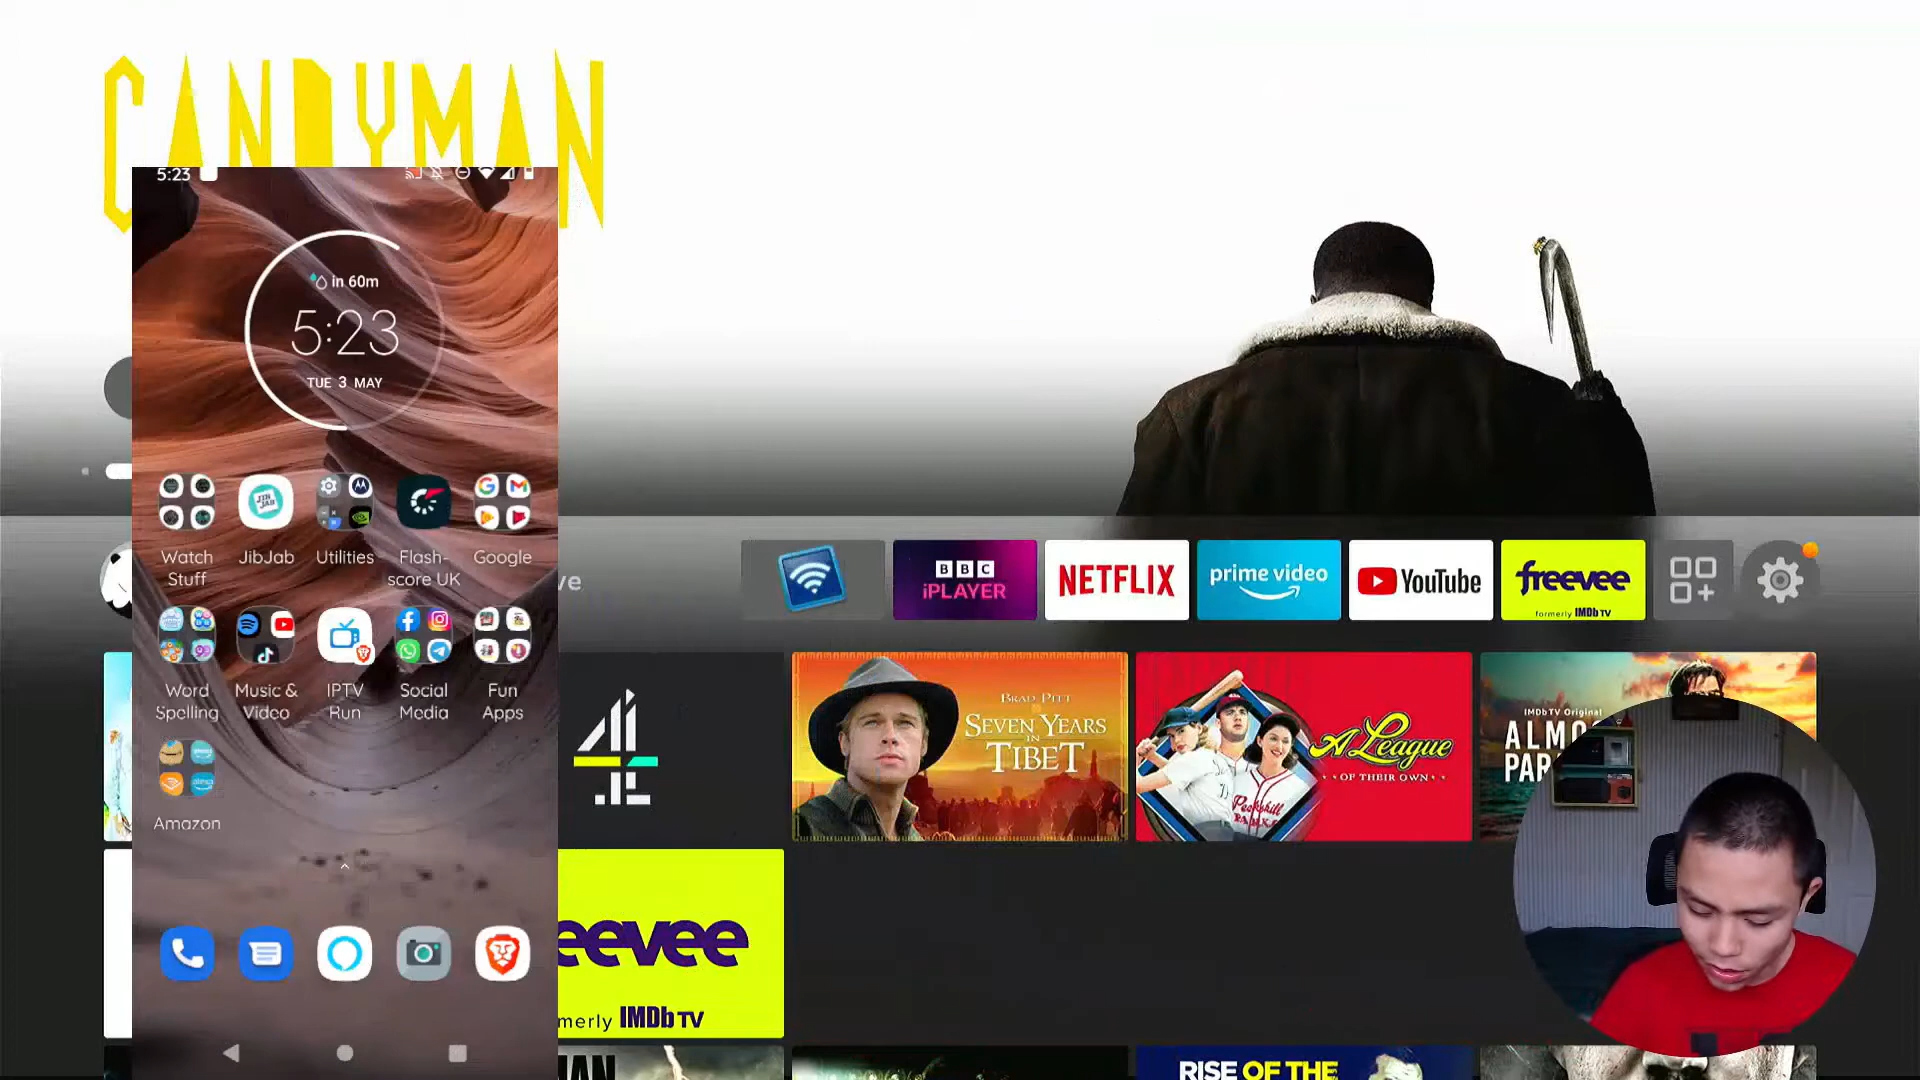 CANDYMAN
5:23
in 60m
5:23
TUE 3 MAY
Watch
Stuff
JibJab
Utilities
Flash-
score UK
Google
Word
Spelling
Music &
Video
IPTV
Run
Social
Media
Fun
Apps
Amazon
ve
BBC
iPLAYER
NETFLIX
prime video
YouTube
freevee
formerly IMDb TV
4
BRAD PITT
SEVEN YEARS
IN
TIBET
A League
OF THEIR OWN
IMDb TV Original
ALMO
PAR
eevee
merly IMDb TV
MAN
RISE OF THE